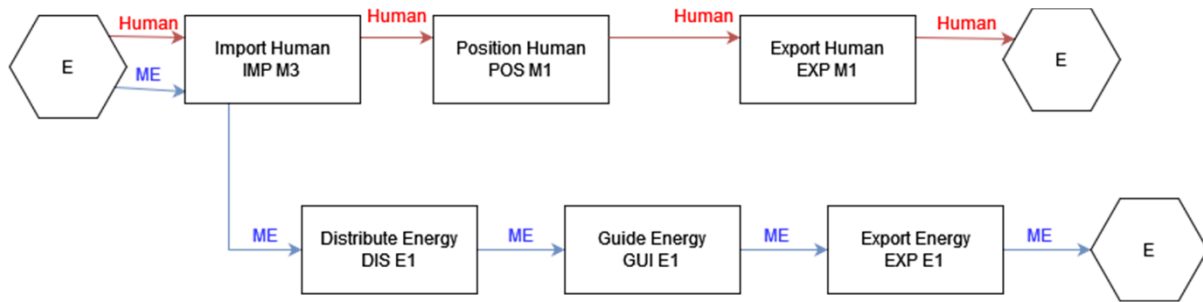 E
Human
ME
Import Human
IMP M3
Human
Position Human
POS M1
Human
Export Human
EXP M1
Human
E
ME
Distribute Energy
DIS E1
ME
Guide Energy
GUI E1
ME
Export Energy
EXP E1
ME
E